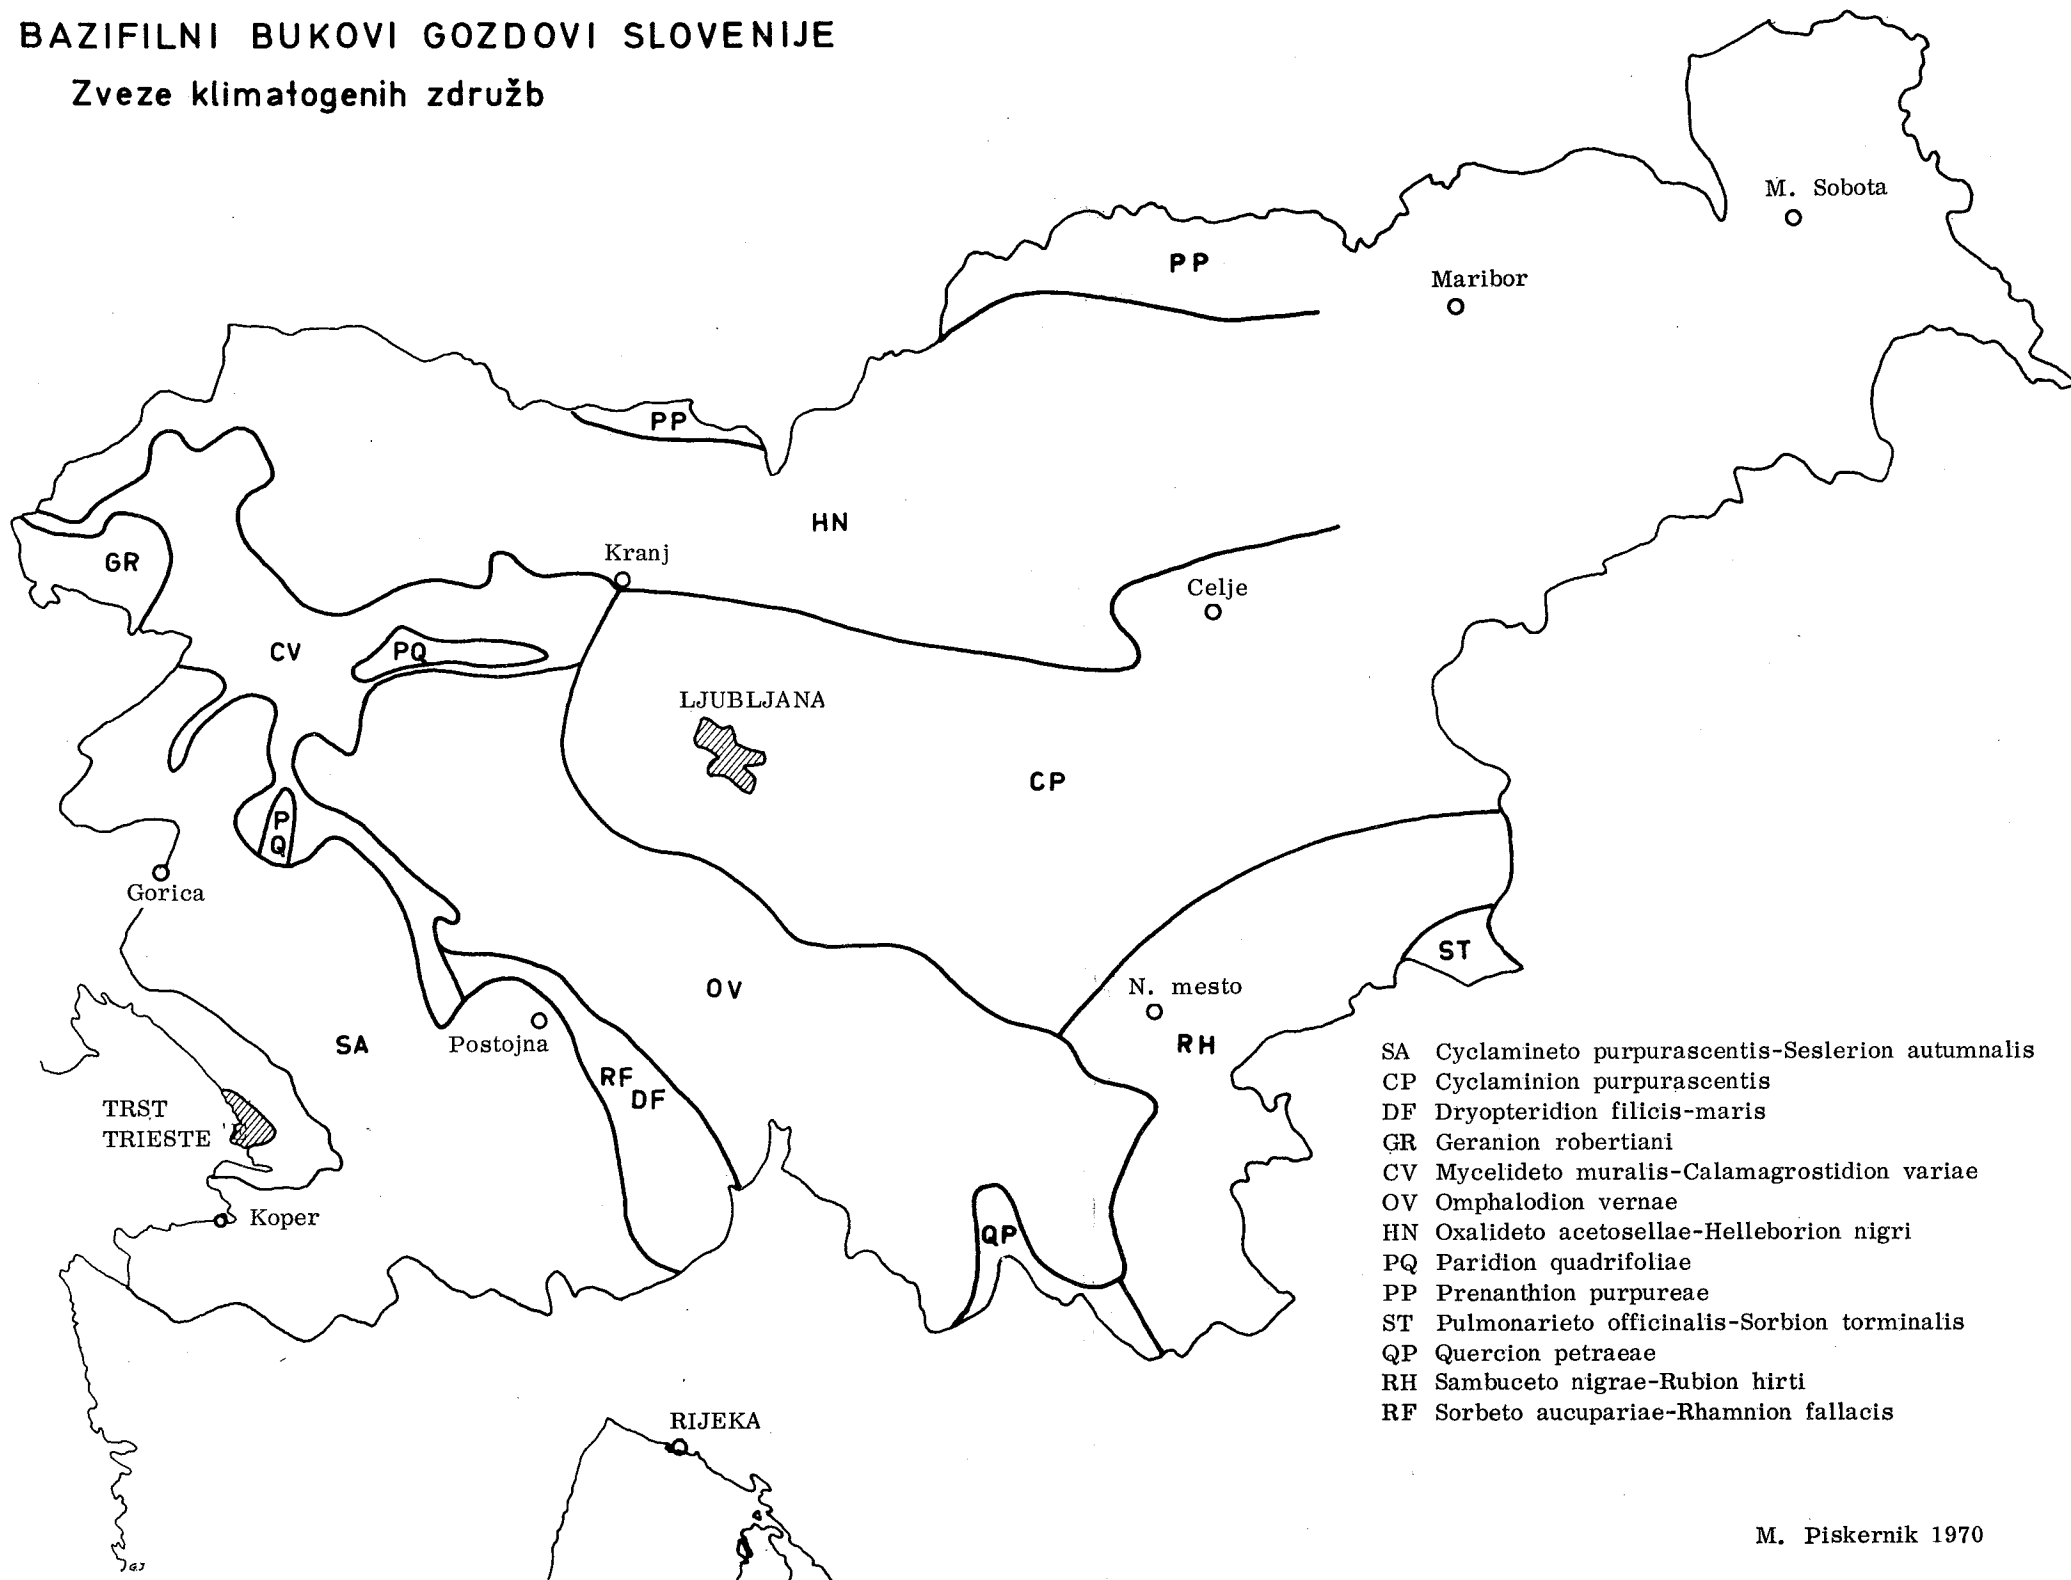 BAZIFILNI BUKOVI GOZDOVI SLOVENIJE
Zveze klimatogenih združb
M. Sobota
PP
Maribor
PP
HN
GR
Kranj
Celje
CV
PQ
LJUBLJANA
CP
P
Q
Gorica
ST
OV
N. mesto
SA
Postojna
RH
RF
DF
TRST
TRIESTE
Koper
QP
RIJEKA
SA Cyclamineto purpurascentis-Seslerion autumnalis
CP Cyclaminion purpurascentis
DF Dryopteridion filicis-maris
GR Geranion robertiani
CV Mycelideto muralis-Calamagrostidion variae
OV Omphalodion vernae
HN Oxalideto acetosellae-Helleborion nigri
PQ Paridion quadrifoliae
PP Prenanthion purpureae
ST Pulmonarieto officinalis-Sorbion torminalis
QP Quercion petraeae
RH Sambuceto nigrae-Rubion hirti
RF Sorbeto aucupariae-Rhamnion fallacis
M. Piskernik 1970
GJ